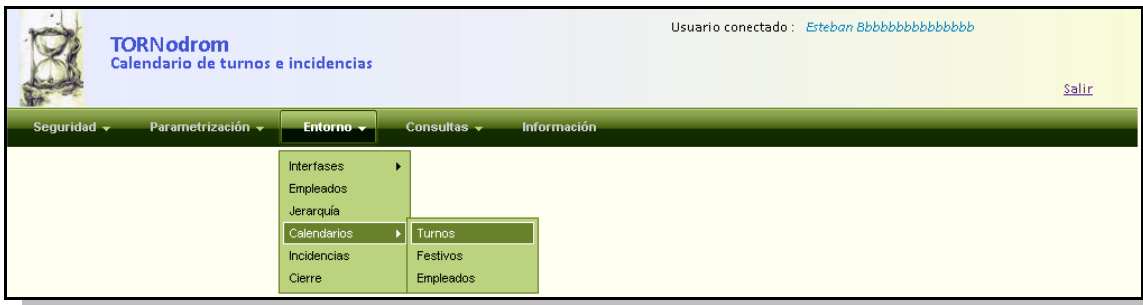 Usuario conectado : Esteban Bbbbbbbbbbbbbbb
TORNodrom
Calendario de turnos e incidencias
Salir
Seguridad Parametrización Entorno Consultas Información
Interfases
Empleados
Jerarquía
Calendarios Turnos
Incidencias Festivos
Cierre Empleados